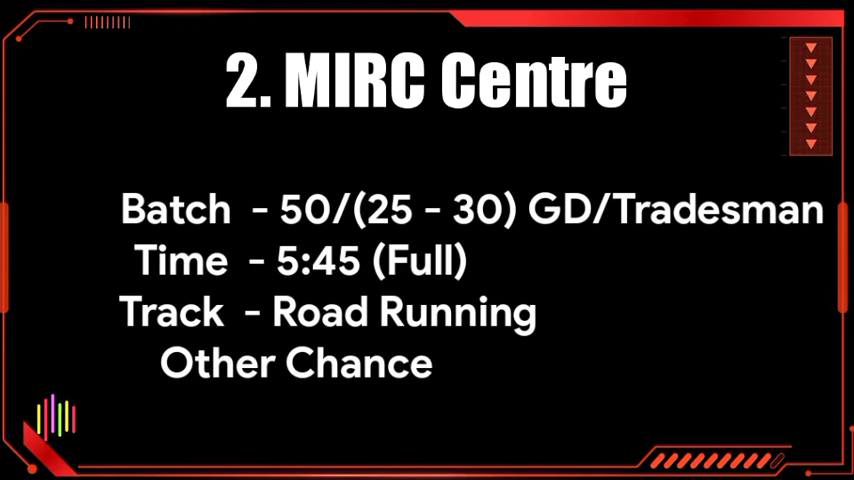 2. MIRC Centre
Batch - 50/(25 - 30) GD/Tradesman
Time - 5:45 (Full)
Track - Road Running
Other Chance